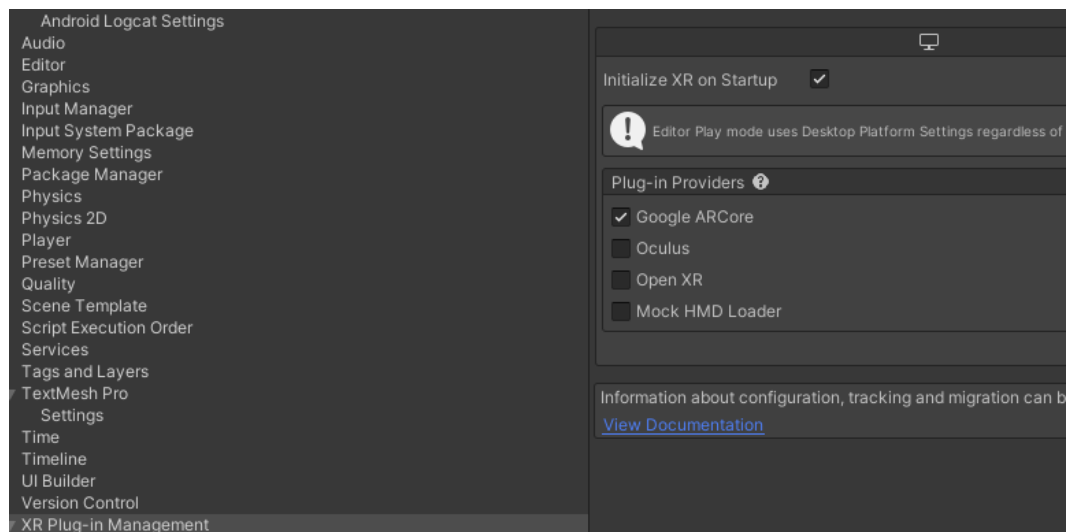 Android Logcat Settings
Audio
Editor
Graphics
Input Manager
Input System Package
Memory Settings
Package Manager
Physics
Physics 2D
Player
Preset Manager
Quality
Scene Template
Script Execution Order
Services
Tags and Layers
TextMesh Pro
Settings
Time
Timeline
UI Builder
Version Control
XR Plug-in Management
Initialize XR on Startup
Editor Play mode uses Desktop Platform Settings regardless of
Plug-in Providers
Google ARCore
Oculus
Open XR
Mock HMD Loader
Information about configuration, tracking and migration can b
View Documentation